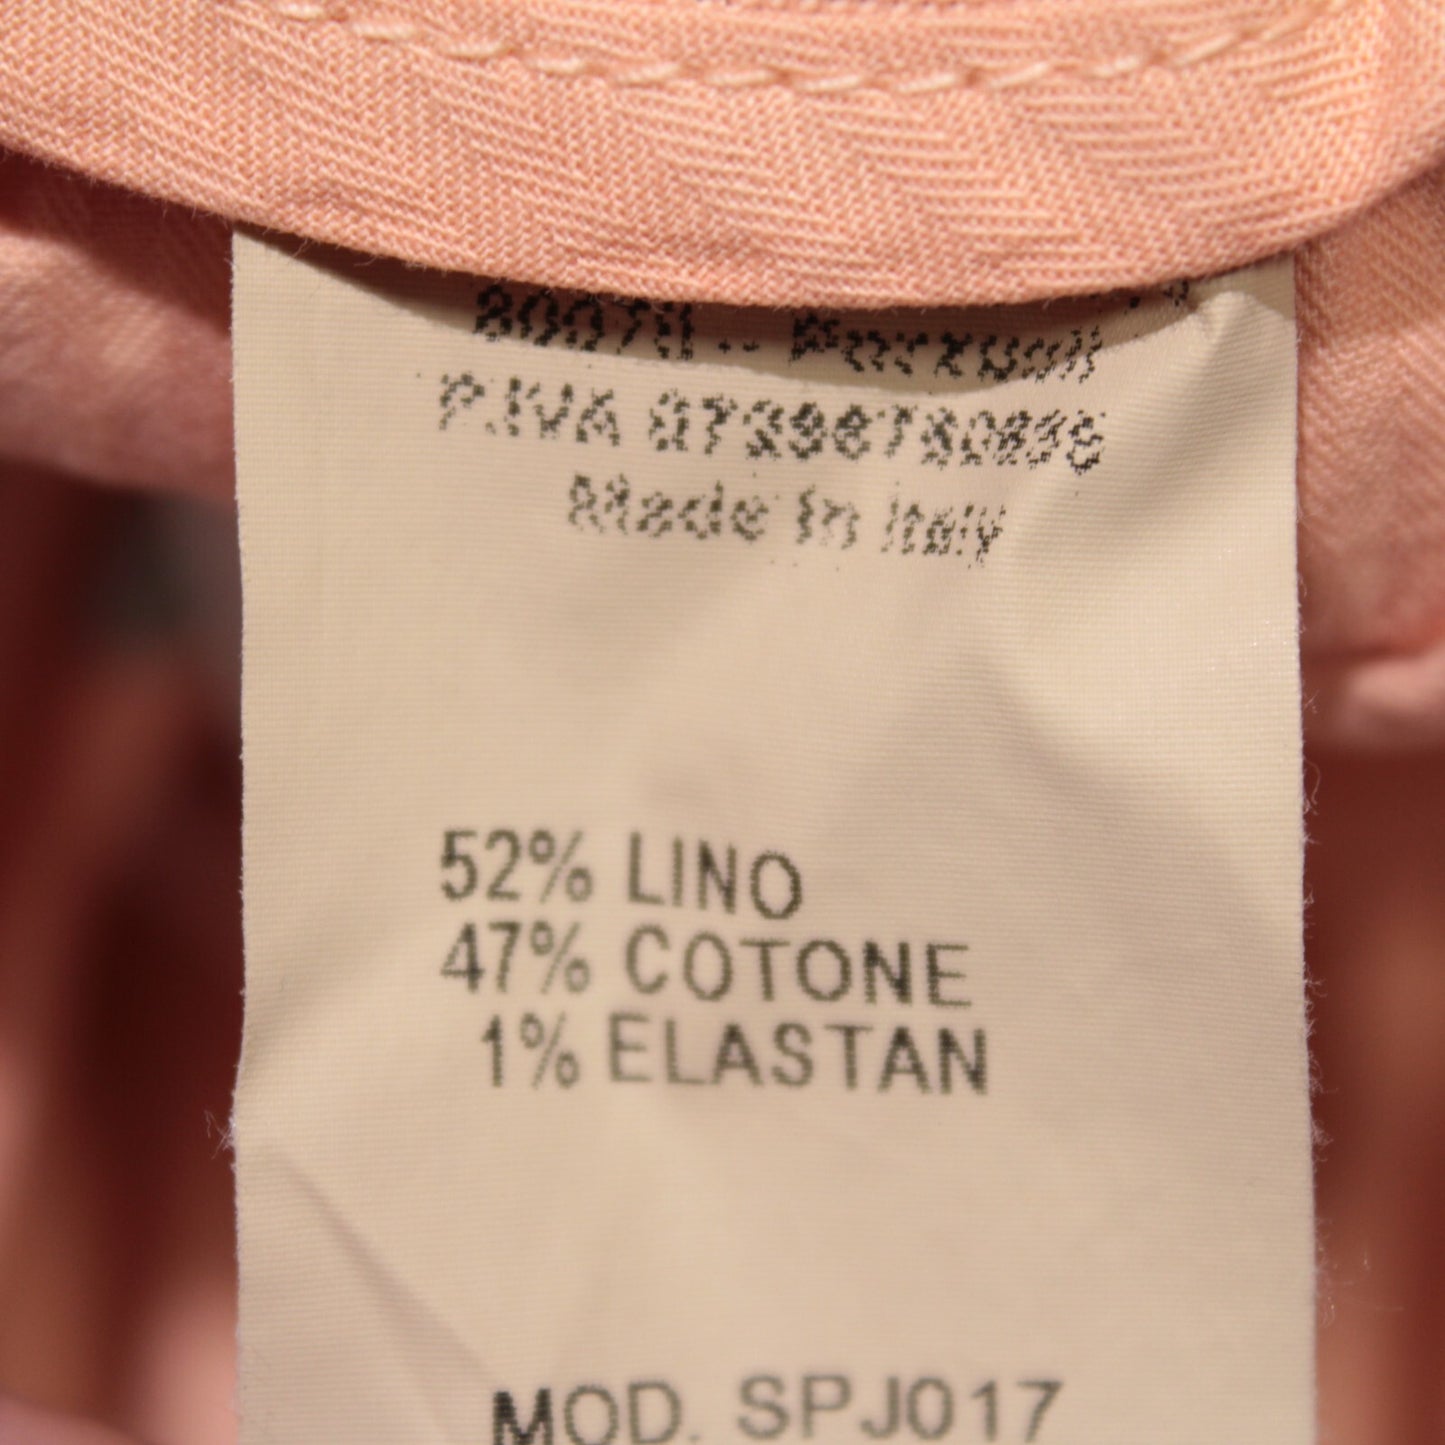 P.IVA
Made in Italy
52% LINO
47% COTONE
1% ELASTAN
MOD. SPJ017